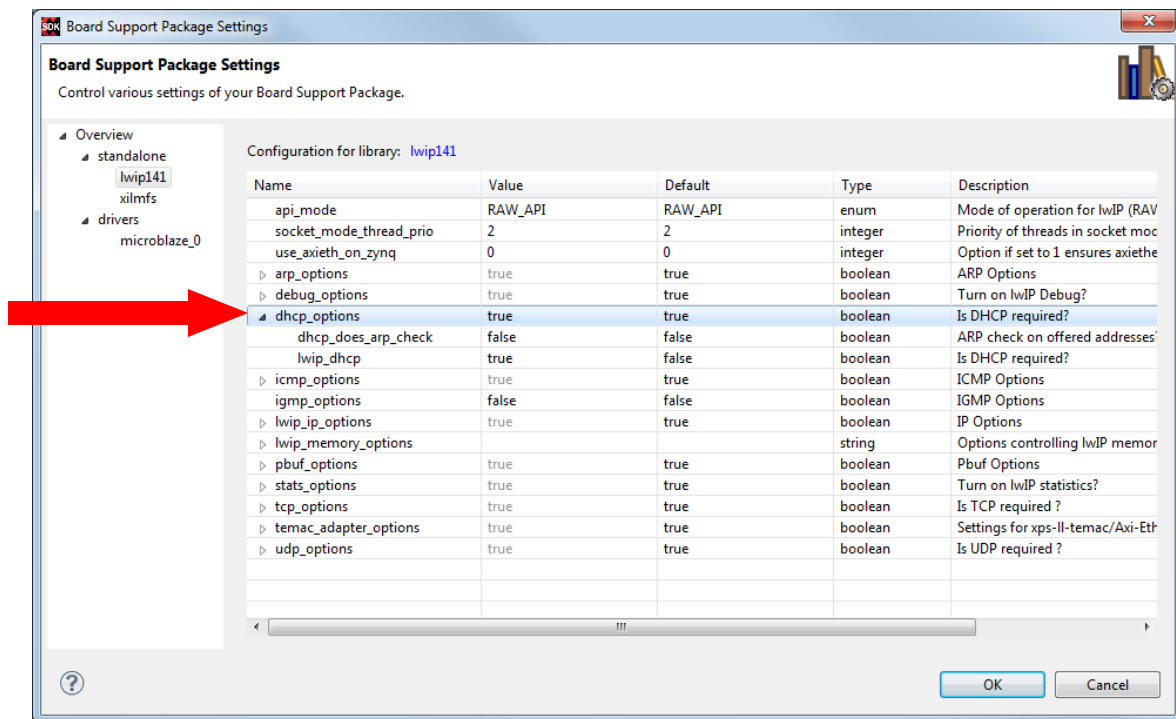 SDK Board Support Package Settings
Board Support Package Settings
Control various settings of your Board Support Package.
Overview
standalone
lwip141
xilmfs
drivers
microblaze_0
Configuration for library: lwip141
Name Value Default Type Description
api_mode RAW_API RAW_API enum Mode of operation for lwIP (RAW
socket_mode_thread_prio 2 2 integer Priority of threads in socket mod
use_axieth_on_zynq 0 0 integer Option if set to 1 ensures axiethe
arp_options true true boolean ARP Options
debug_options true true boolean Turn on lwIP Debug?
dhcp_options true true boolean Is DHCP required?
dhcp_does_arp_check false false boolean ARP check on offered addresses?
lwip_dhcp true false boolean Is DHCP required?
icmp_options true true boolean ICMP Options
igmp_options false false boolean IGMP Options
lwip_ip_options true true boolean IP Options
lwip_memory_options string Options controlling lwIP memor
pbuf_options true true boolean Pbuf Options
stats_options true true boolean Turn on lwIP statistics?
tcp_options true true boolean Is TCP required ?
temac_adapter_options true true boolean Settings for xps-ll-temac/Axi-Eth
udp_options true true boolean Is UDP required ?
OK Cancel